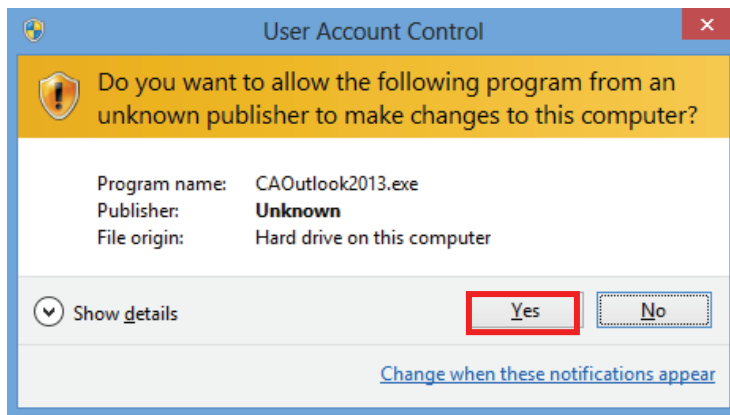 User Account Control
Do you want to allow the following program from an
unknown publisher to make changes to this computer?
Program name: CAOutlook2013.exe
Publisher: Unknown
File origin: Hard drive on this computer
Show details Yes No
Change when these notifications appear